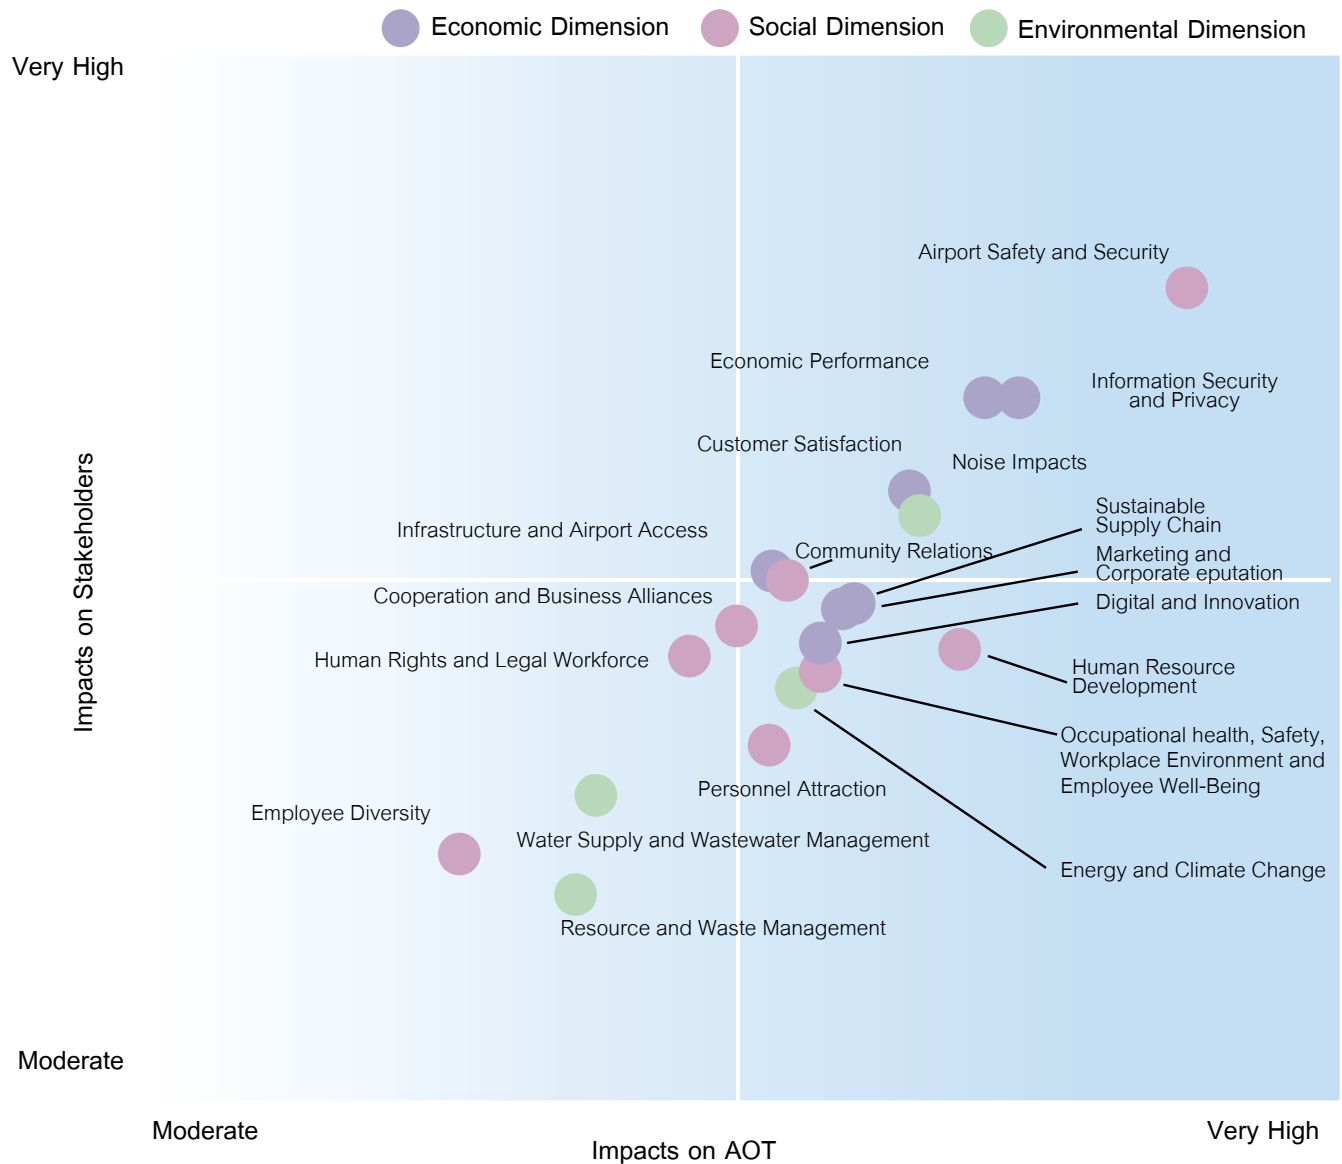 Economic Dimension
Social Dimension
Environmental Dimension
Very High
Airport Safety and Security
Economic Performance
Information Security
and Privacy
Customer Satisfaction
Noise Impacts
Sustainable
Supply Chain
Infrastructure and Airport Access
Community Relations
Marketing and
Corporate eputation
Cooperation and Business Alliances
Digital and Innovation
Human Rights and Legal Workforce
Human Resource
Development
Occupational health, Safety,
Workplace Environment and
Employee Well-Being
Personnel Attraction
Employee Diversity
Water Supply and Wastewater Management
Energy and Climate Change
Resource and Waste Management
Impacts on Stakeholders
Moderate
Moderate
Impacts on AOT
Very High